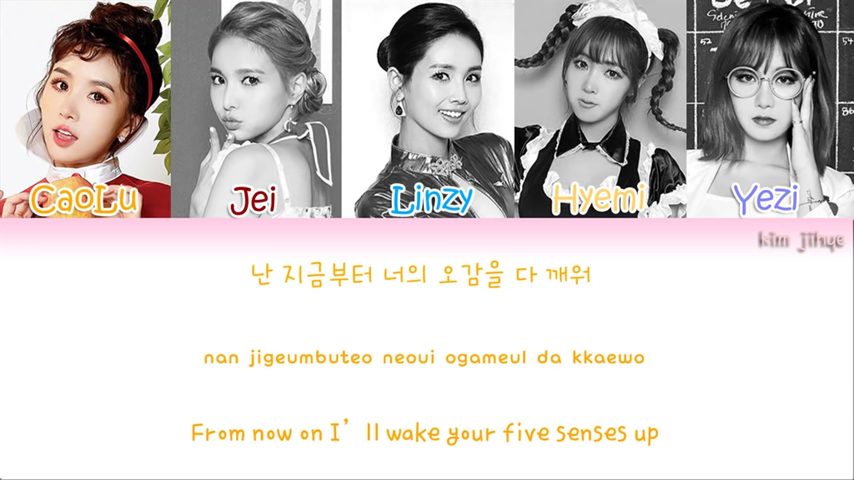 CaoLu Jei Linzy Hyemi Yezi
kim jihye
난 지금부터 너의 오감을 다 깨워
nan jigeumbuteo neoui ogameul da kkaewo
From now on I’ll wake your five senses up